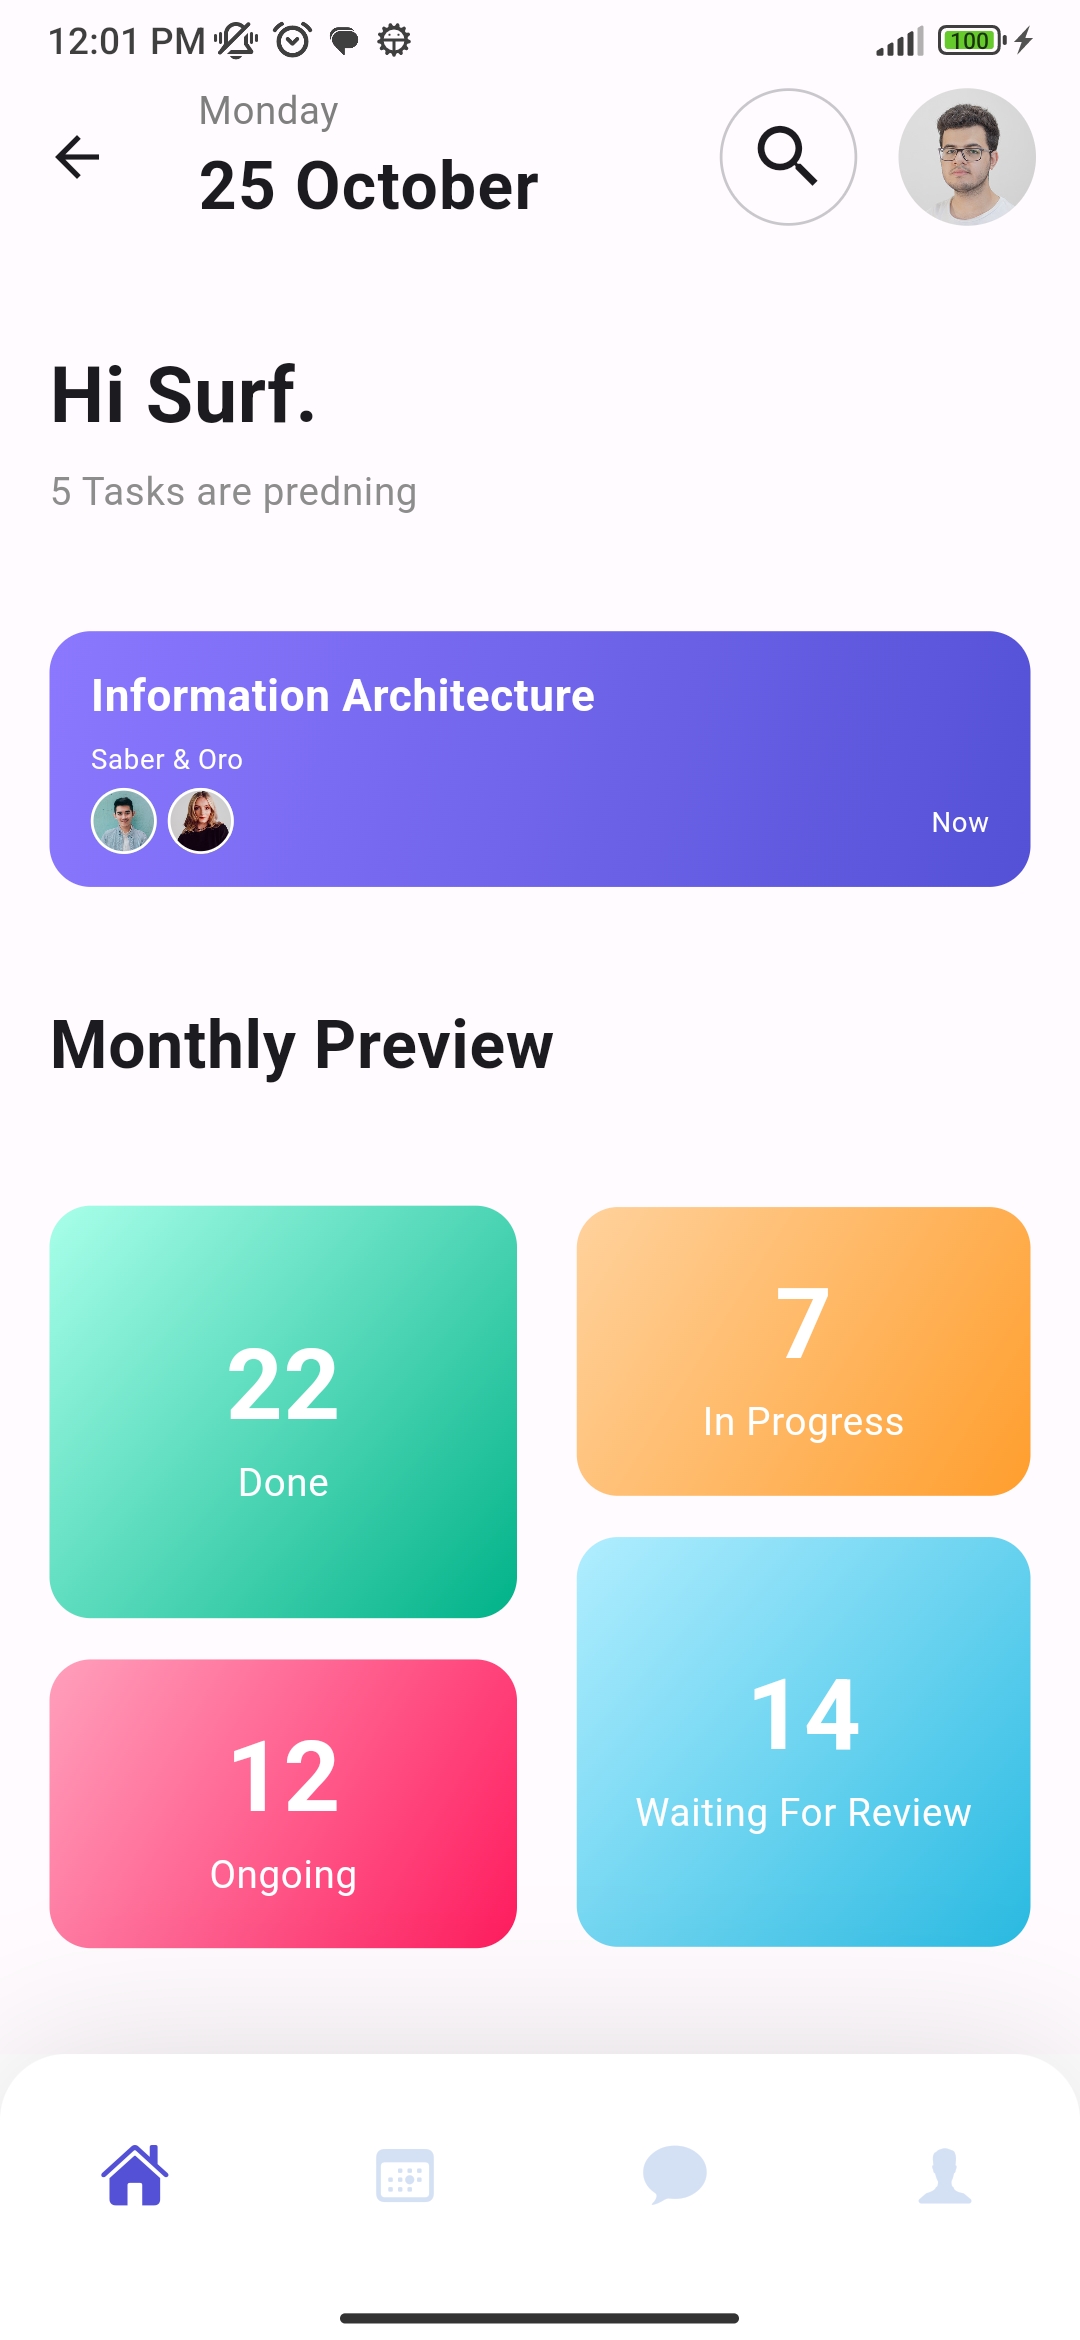 12:01 PM
100
Monday
25 October
Hi Surf.
5 Tasks are predning
Information Architecture
Saber & Oro
Now
Monthly Preview
22
Done
7
In Progress
12
Ongoing
14
Waiting For Review